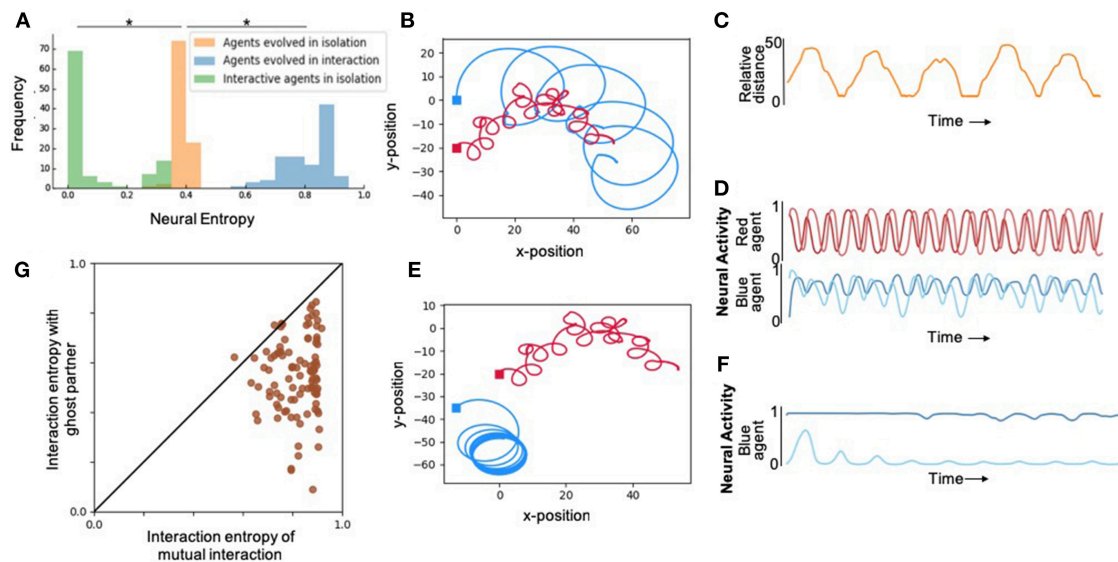 A
*
*
Agents evolved in isolation
Agents evolved in interaction
Interactive agents in isolation
Frequency
70
60
50
40
30
20
10
0
0.0
0.2
0.4
0.6
0.8
1.0
Neural Entropy
B
y-position
20
10
0
−10
−20
−30
−40
0
20
40
60
x-position
C
Relative
distance
50
0
Time
D
Neural Activity
Red
agent
1
0
Blue
agent
1
0
Time
G
Interaction entropy with
ghost partner
1.0
0.0
0.0
1.0
Interaction entropy of
mutual interaction
E
y-position
10
0
−10
−20
−30
−40
−50
−60
0
20
40
x-position
F
Neural Activity
Blue
agent
1
0
Time